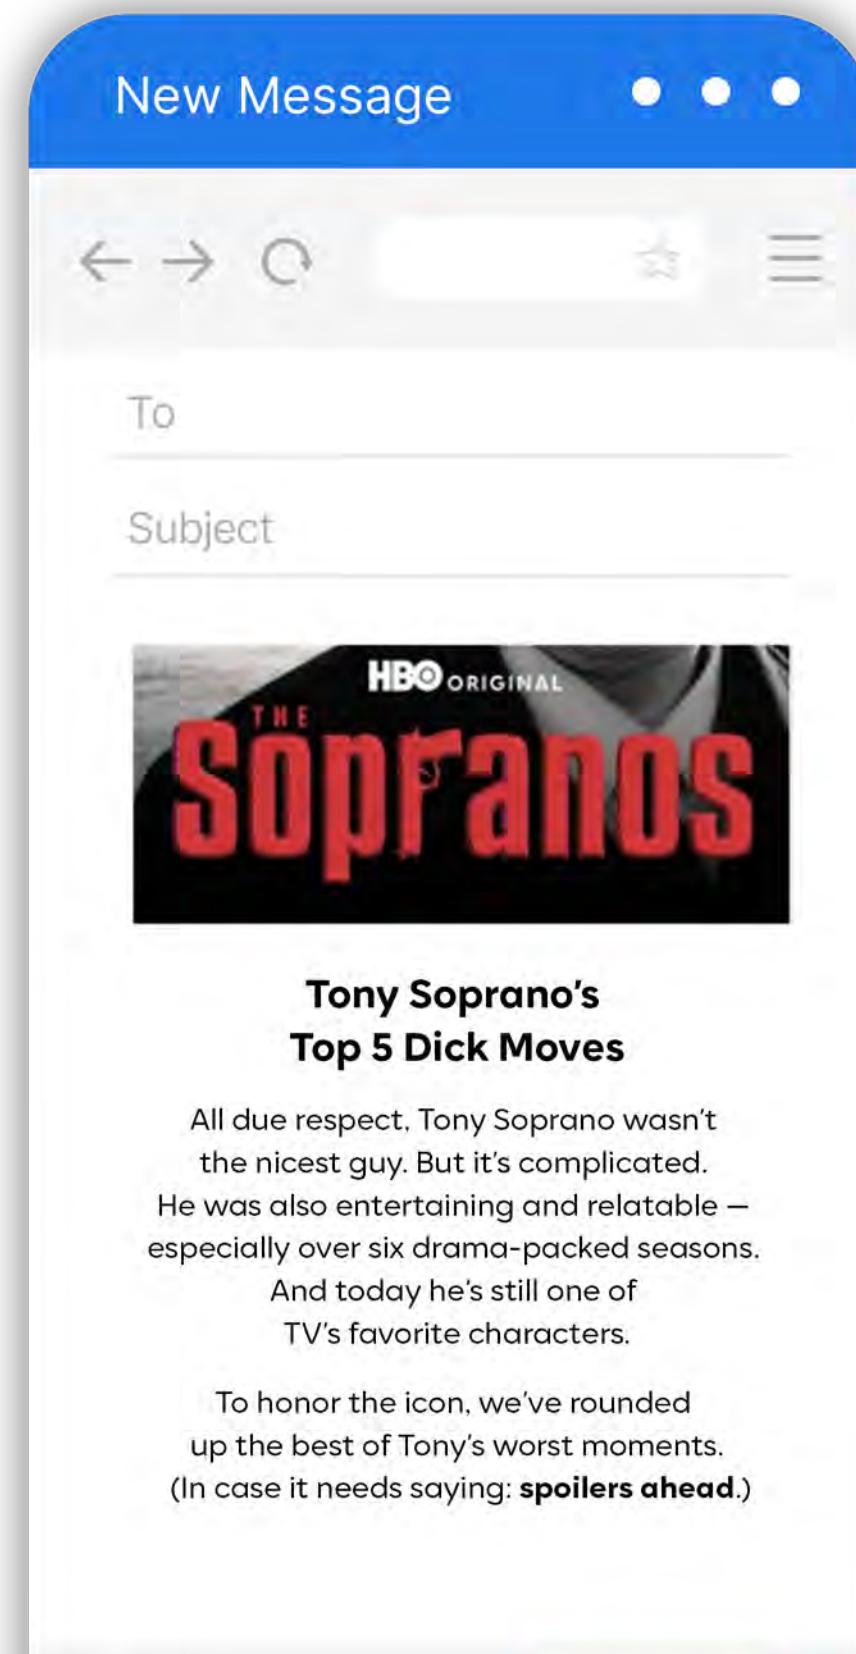 New Message
To
Subject
HBO ORIGINAL
THE
Sopranos
Tony Soprano's
Top 5 Dick Moves
All due respect, Tony Soprano wasn't
the nicest guy. But it's complicated.
He was also entertaining and relatable —
especially over six drama-packed seasons.
And today he's still one of
TV's favorite characters.
To honor the icon, we've rounded
up the best of Tony's worst moments.
(In case it needs saying: spoilers ahead.)